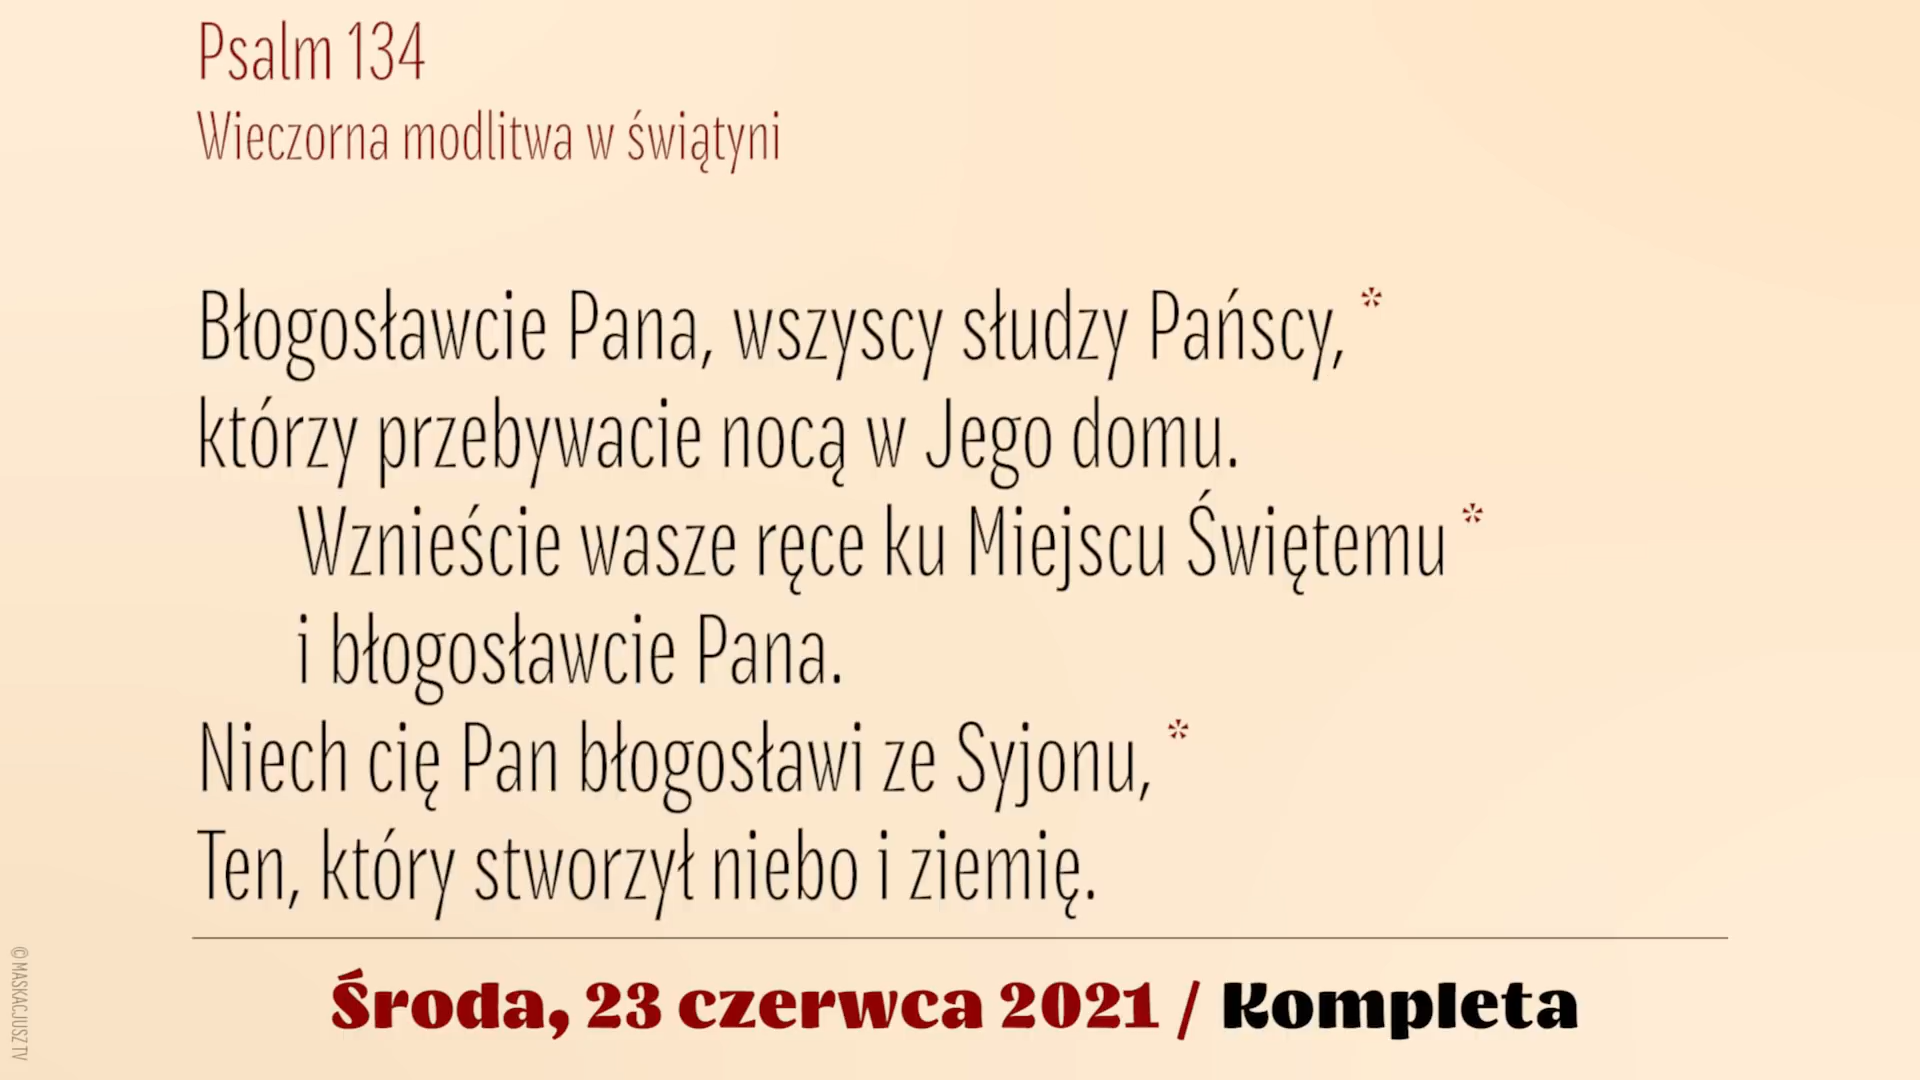 Psalm 134
Wieczorna modlitwa w świątyni
Błogosławcie Pana, wszyscy słudzy Pańscy, *
którzy przebywacie nocą w Jego domu.
Wznieście wasze ręce ku Miejscu Świętemu *
i błogosławcie Pana.
Niech cię Pan błogosławi ze Syjonu, *
Ten, który stworzył niebo i ziemię.
Środa, 23 czerwca 2021 / Kompleta
© MASKACJUSZ TV